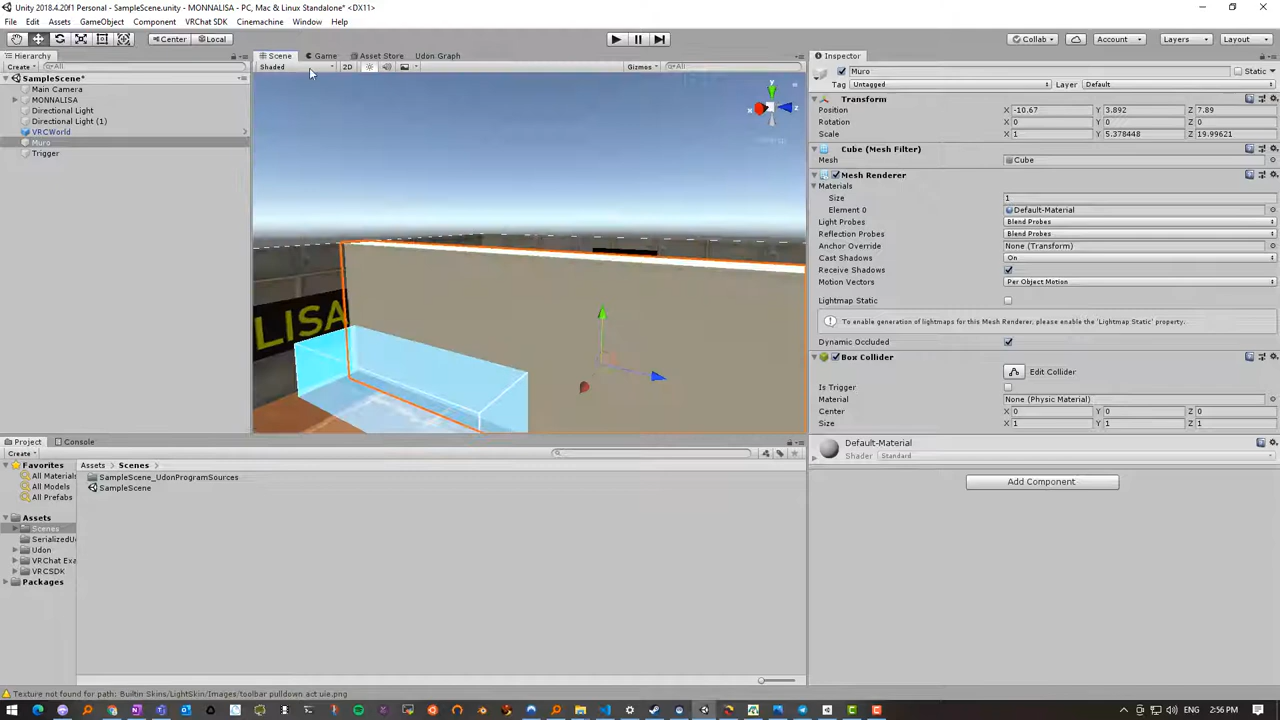 Unity 2018.4.20f1 Personal - SampleScene.unity - MONNALISA - PC, Mac & Linux Standalone* <DX11>
File Edit Assets GameObject Component VRChat SDK Cinemachine Window Help
Center Local Collab Account Layers Layout
Hierarchy
Create All
SampleScene*
Main Camera
MONNALISA
Directional Light
Directional Light (1)
VRCWorld
Muro
Trigger
Scene Game Asset Store Udon Graph
Shaded 2D Gizmos All
y
x
z
LISA
Inspector
Muro Static
Tag Untagged Layer Default
Transform
Position X -10.67 Y 3.892 Z 7.89
Rotation X 0 Y 0 Z 0
Scale X 1 Y 5.378448 Z 19.99621
Cube (Mesh Filter)
Mesh Cube
Mesh Renderer
Materials
Size 1
Element 0 Default-Material
Light Probes Blend Probes
Reflection Probes Blend Probes
Anchor Override None (Transform)
Cast Shadows On
Receive Shadows
Motion Vectors Per Object Motion
Lightmap Static
To enable generation of lightmaps for this Mesh Renderer, please enable the 'Lightmap Static' property.
Dynamic Occluded
Box Collider
Edit Collider
Is Trigger
Material None (Physic Material)
Center X 0 Y 0 Z 0
Size X 1 Y 1 Z 1
Default-Material
Shader Standard
Add Component
Project Console
Create
Favorites
All Materials
All Models
All Prefabs
Assets
Scenes
SerializedU
Udon
VRChat Exa
VRCSDK
Packages
Assets Scenes
SampleScene_UdonProgramSources
SampleScene
Texture not found for path: Builtin Skins/LightSkin/Images/toolbar pulldown act uie.png
2:56 PM